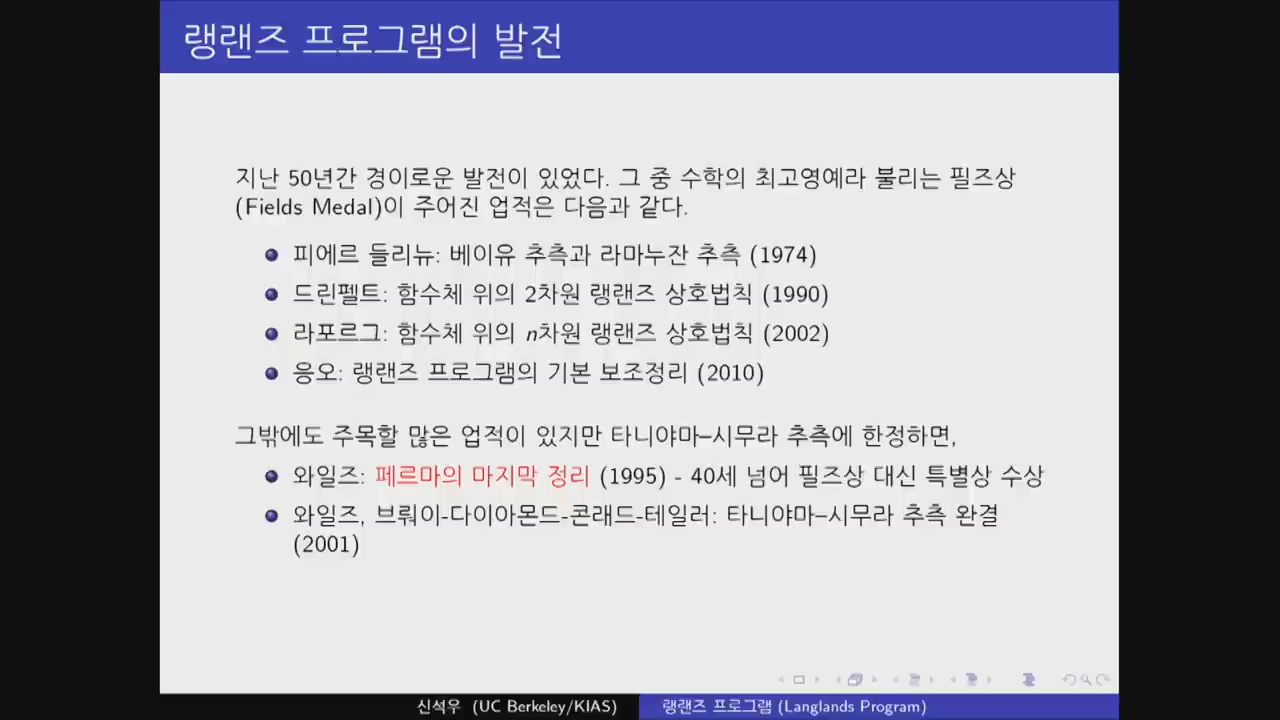 랭랜즈 프로그램의 발전
지난 50년간 경이로운 발전이 있었다. 그 중 수학의 최고영예라 불리는 필즈상
(Fields Medal)이 주어진 업적은 다음과 같다.
피에르 들리뉴: 베이유 추측과 라마누잔 추측 (1974)
드린펠트: 함수체 위의 2차원 랭랜즈 상호법칙 (1990)
라포르그: 함수체 위의 n차원 랭랜즈 상호법칙 (2002)
응오: 랭랜즈 프로그램의 기본 보조정리 (2010)
그밖에도 주목할 많은 업적이 있지만 타니야마–시무라 추측에 한정하면,
와일즈: 페르마의 마지막 정리 (1995) - 40세 넘어 필즈상 대신 특별상 수상
와일즈, 브뤄이-다이아몬드-콘래드-테일러: 타니야마–시무라 추측 완결
(2001)
신석우 (UC Berkeley/KIAS)
랭랜즈 프로그램 (Langlands Program)